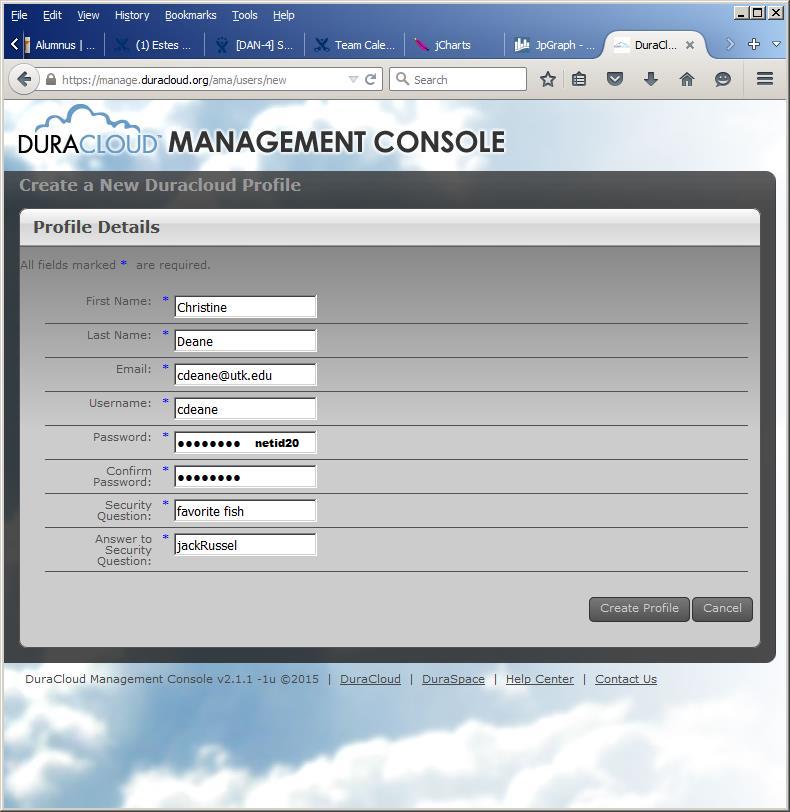 File Edit View History Bookmarks Tools Help
Alumnus | ... (1) Estes ... [DAN-4] S... Team Cale... jCharts JpGraph - ... DuraCl...
https://manage.duracloud.org/ama/users/new Search
DURACLOUD™ MANAGEMENT CONSOLE
Create a New Duracloud Profile
Profile Details
All fields marked * are required.
First Name: * Christine
Last Name: * Deane
Email: * cdeane@utk.edu
Username: * cdeane
Password: * ●●●●●●●● netid20
Confirm
Password: * ●●●●●●●●
Security
Question: * favorite fish
Answer to
Security
Question: * jackRussel
Create Profile Cancel
DuraCloud Management Console v2.1.1 -1u ©2015 | DuraCloud | DuraSpace | Help Center | Contact Us